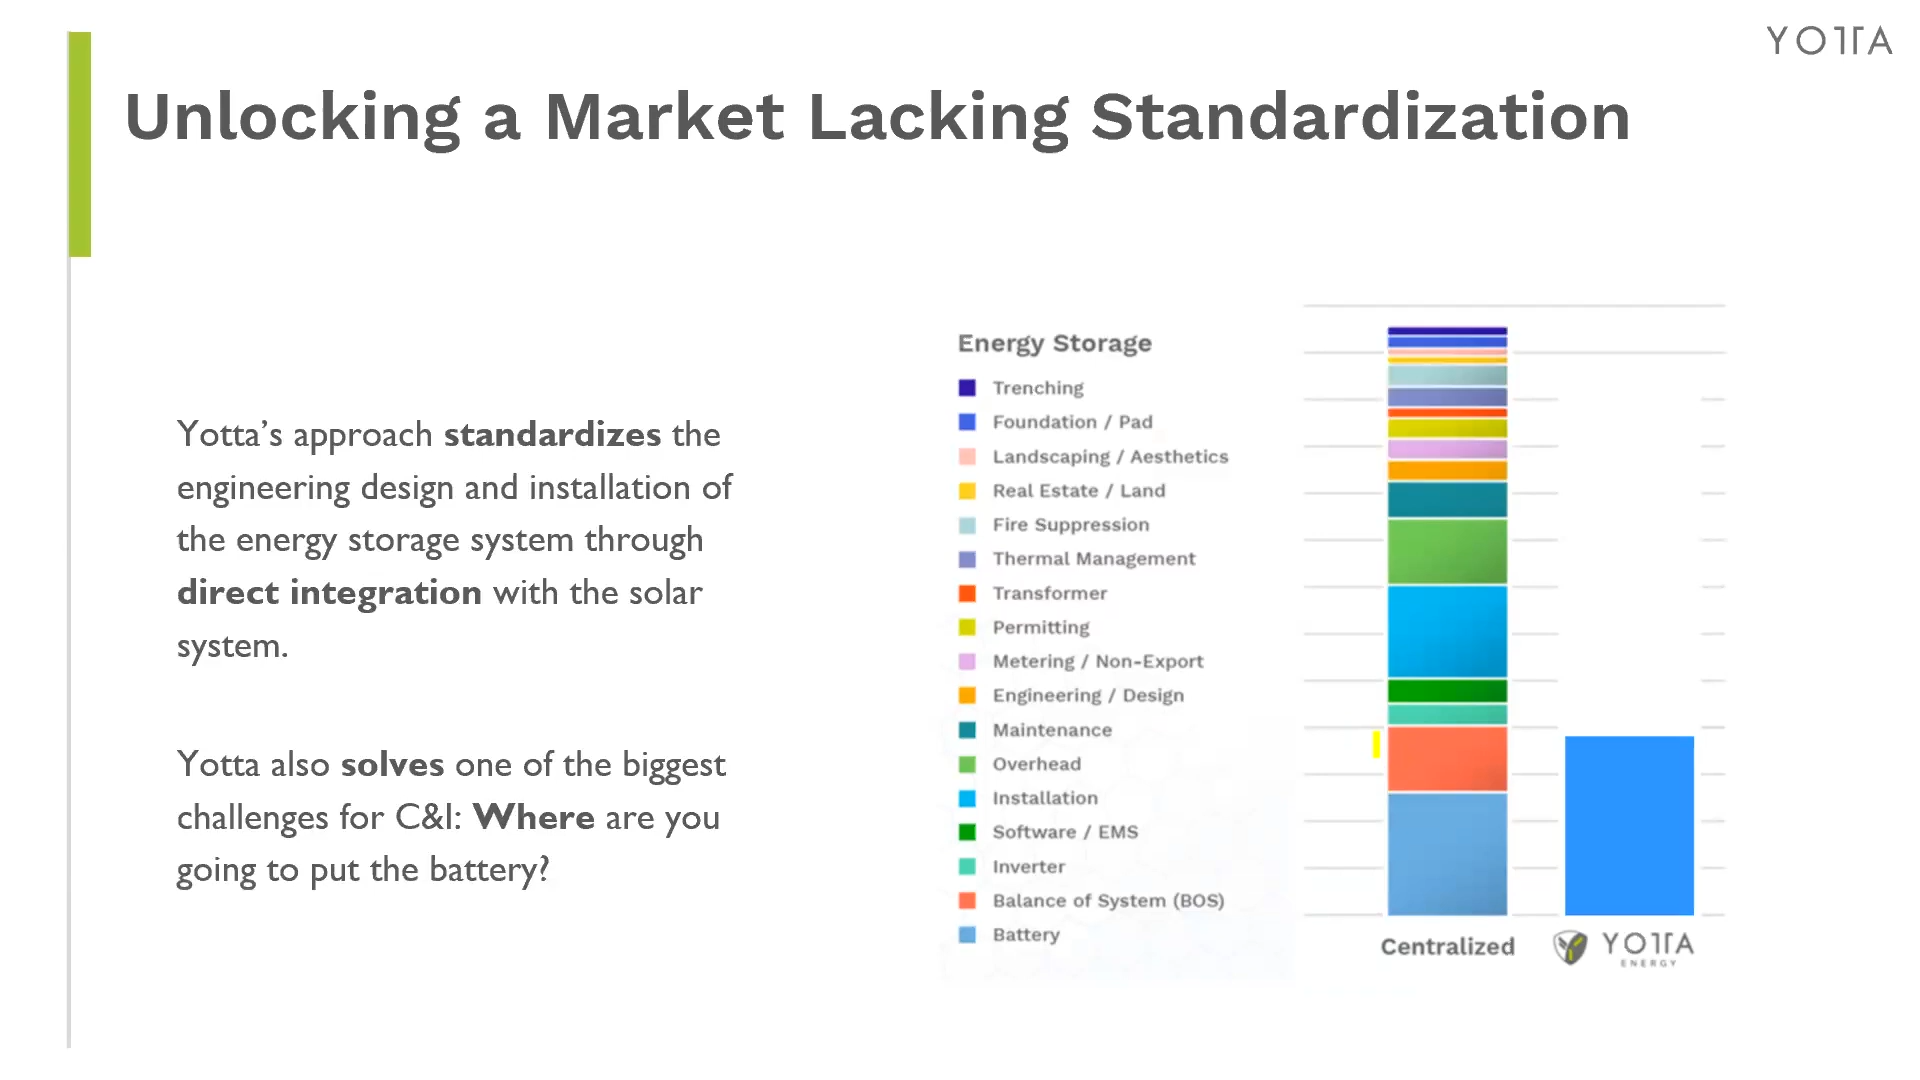 YOTTA
Unlocking a Market Lacking Standardization
Yotta’s approach standardizes the
engineering design and installation of
the energy storage system through
direct integration with the solar
system.
Yotta also solves one of the biggest
challenges for C&I: Where are you
going to put the battery?
Energy Storage
Trenching
Foundation / Pad
Landscaping / Aesthetics
Real Estate / Land
Fire Suppression
Thermal Management
Transformer
Permitting
Metering / Non-Export
Engineering / Design
Maintenance
Overhead
Installation
Software / EMS
Inverter
Balance of System (BOS)
Battery
Centralized
YOTTA
ENERGY